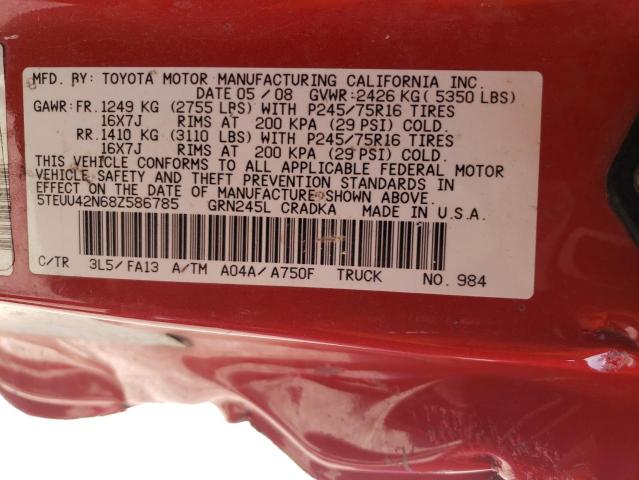 MFD. BY: TOYOTA MOTOR MANUFACTURING CALIFORNIA INC.
DATE 05 / 08 GVWR: 2426 KG ( 5350 LBS)
GAWR: FR. 1249 KG (2755 LBS) WITH P245/75R16 TIRES
16X7J RIMS AT 200 KPA (29 PSI) COLD.
RR. 1410 KG (3110 LBS) WITH P245/75R16 TIRES
16X7J RIMS AT 200 KPA (29 PSI) COLD.
THIS VEHICLE CONFORMS TO ALL APPLICABLE FEDERAL MOTOR
VEHICLE SAFETY AND THEFT PREVENTION STANDARDS IN
EFFECT ON THE DATE OF MANUFACTURE SHOWN ABOVE.
5TEUU42N68Z586785 GRN245L CRADKA MADE IN U.S.A.
C/TR 3L5/FA13 A/TM A04A/A750F TRUCK NO. 984